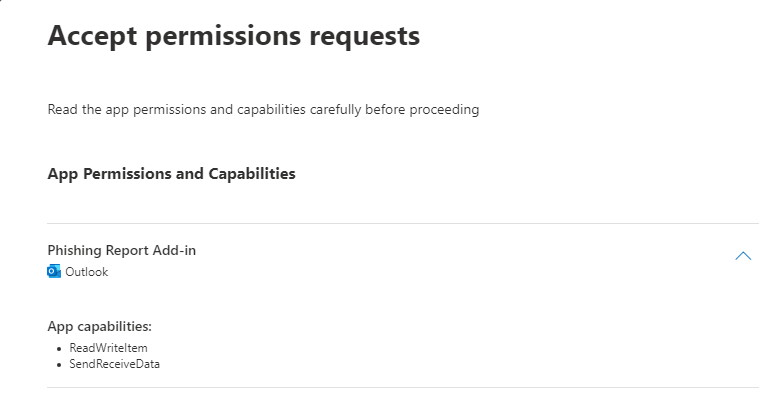 Accept permissions requests
Read the app permissions and capabilities carefully before proceeding
App Permissions and Capabilities
Phishing Report Add-in
Outlook
App capabilities:
ReadWriteItem
SendReceiveData